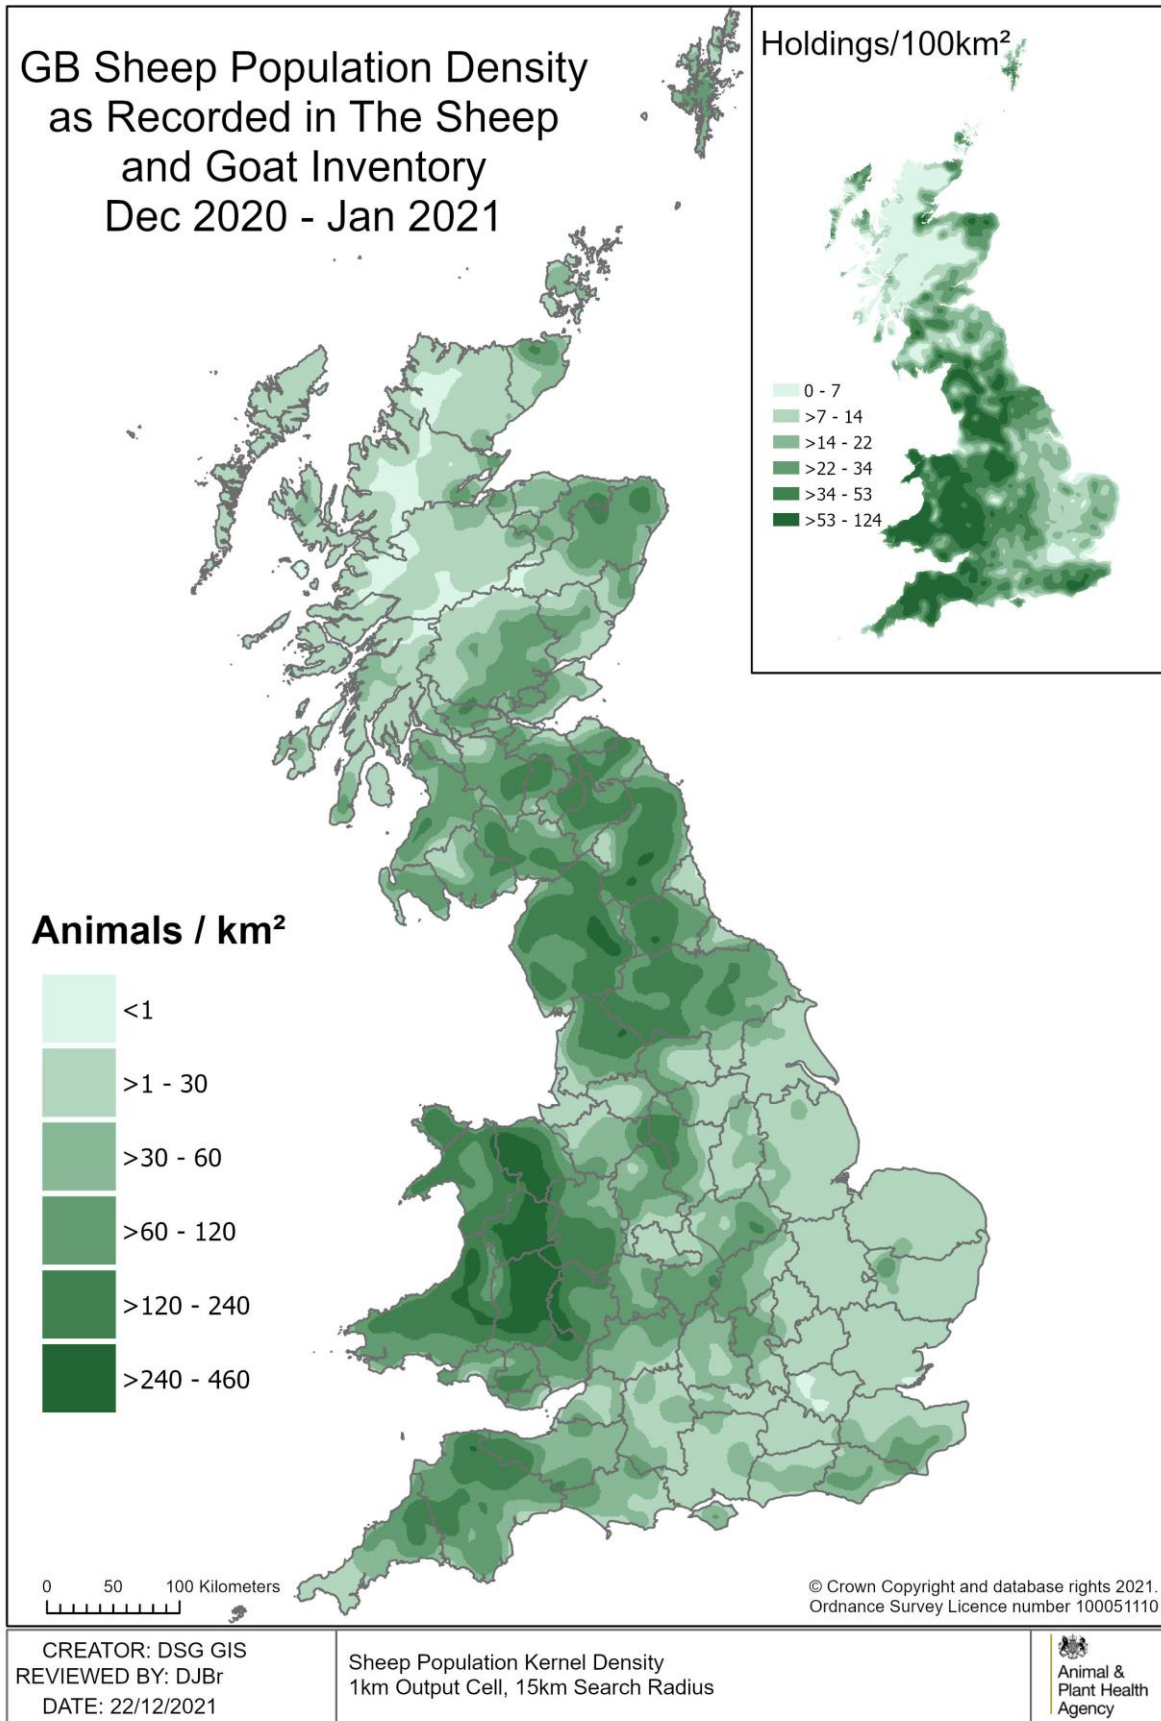 GB Sheep Population Density
as Recorded in The Sheep
and Goat Inventory
Dec 2020 - Jan 2021
Holdings/100km²
0 - 7
>7 - 14
>14 - 22
>22 - 34
>34 - 53
>53 - 124
Animals / km²
<1
>1 - 30
>30 - 60
>60 - 120
>120 - 240
>240 - 460
0 50 100 Kilometers
© Crown Copyright and database rights 2021.
Ordnance Survey Licence number 100051110
CREATOR: DSG GIS
REVIEWED BY: DJBr
DATE: 22/12/2021
Sheep Population Kernel Density
1km Output Cell, 15km Search Radius
Animal &
Plant Health
Agency